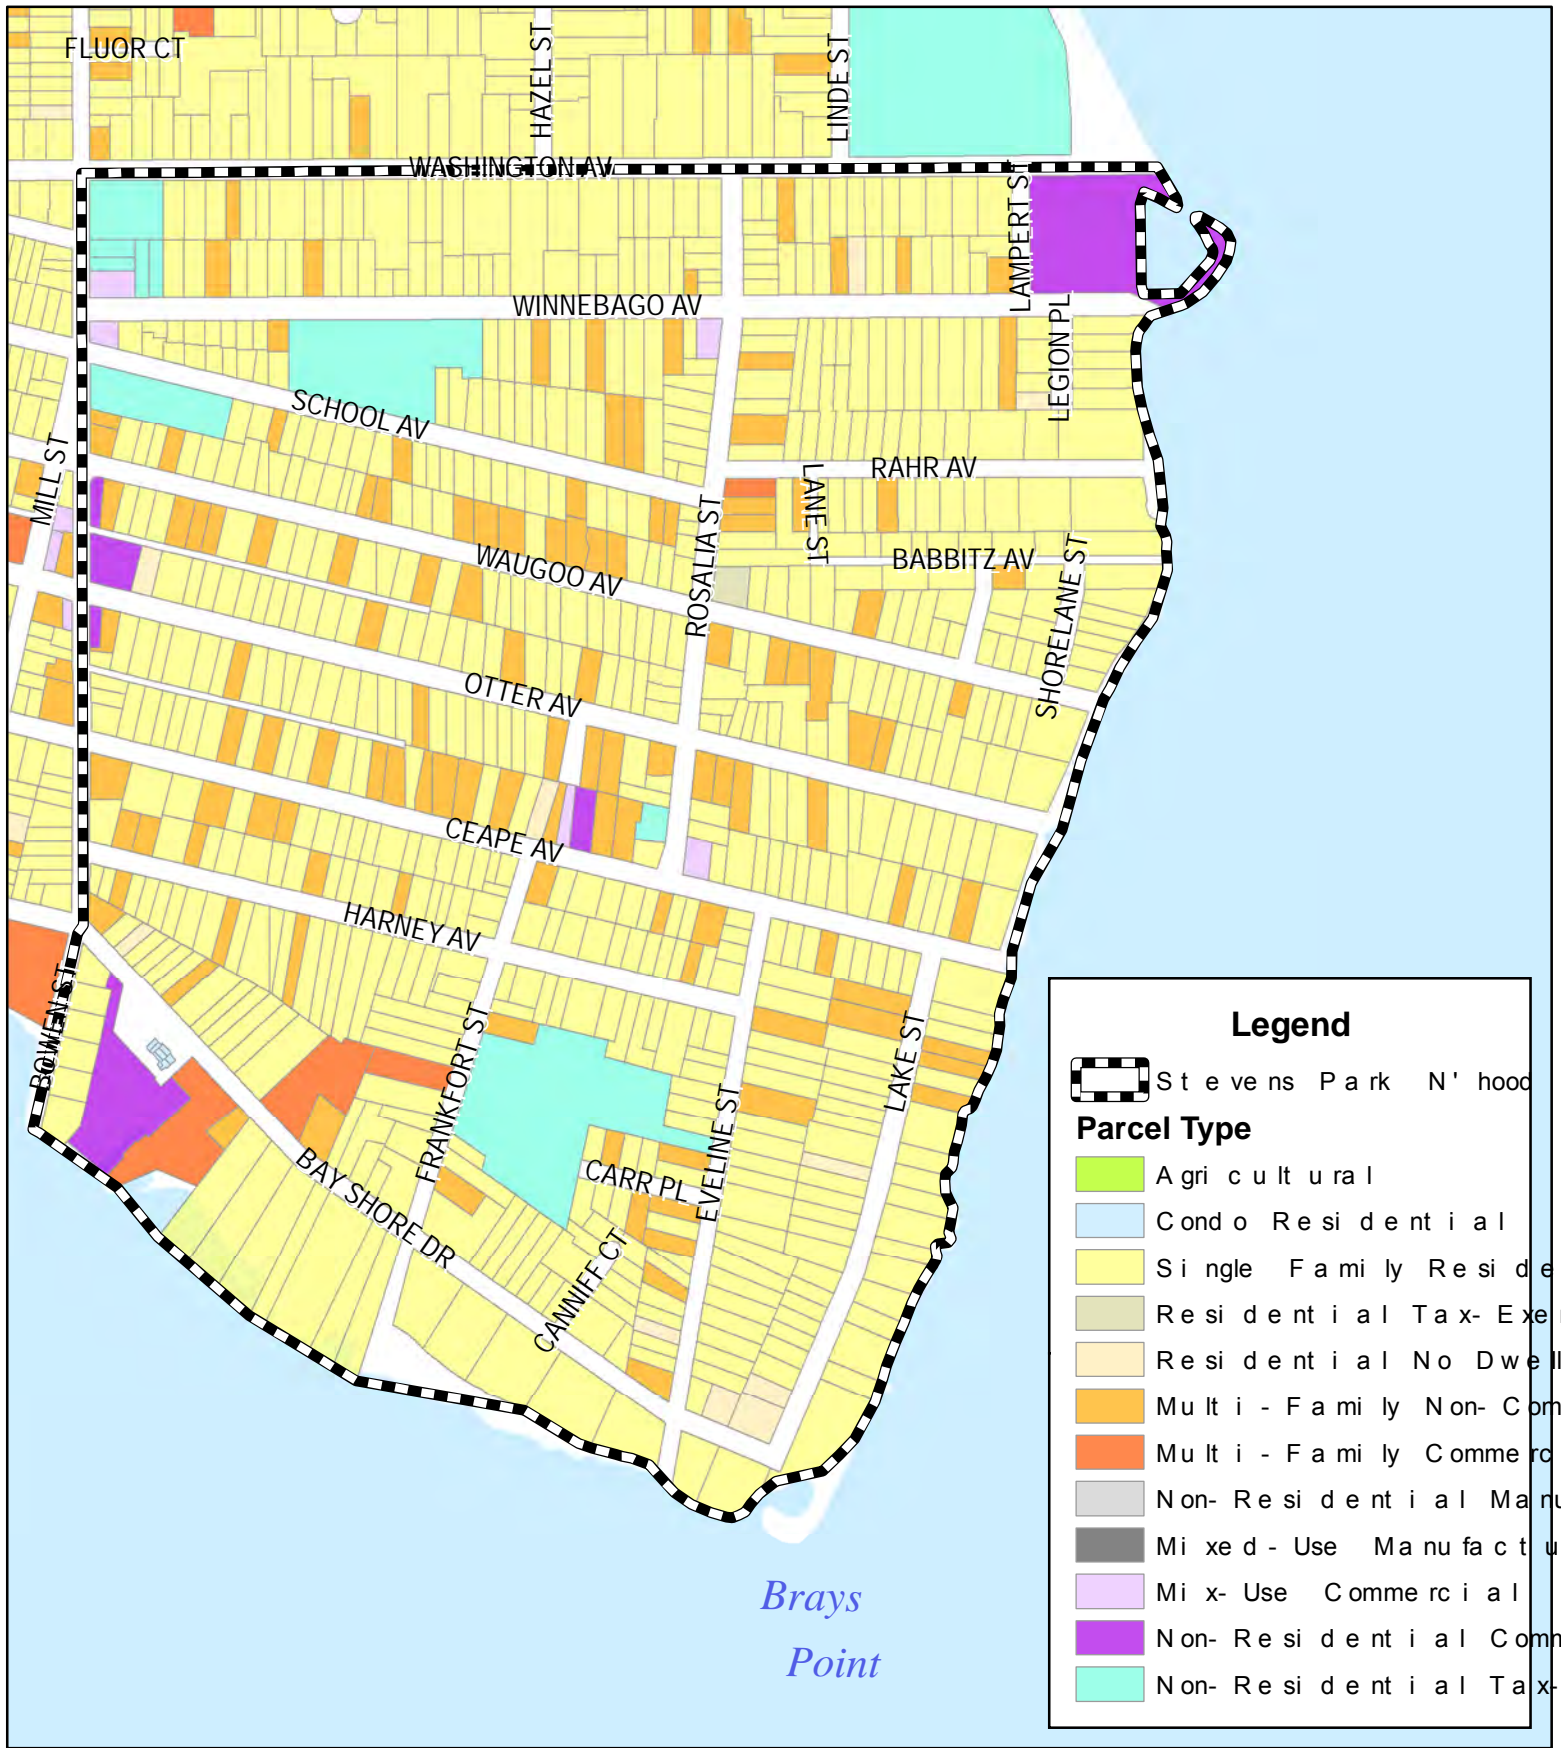 FLUOR CT
HAZEL ST
LINDE ST
WASHINGTON AV
LAMPERT ST
WINNEBAGO AV
LEGION PL
SCHOOL AV
MILL ST
RAHR AV
LANE ST
ROSALIA ST
WAUGOO AV
BABBITZ AV
SHORELANE ST
OTTER AV
CEAPE AV
HARNEY AV
BOWEN ST
FRANKFORT ST
LAKE ST
EVELINE ST
CARR PL
BAY SHORE DR
CANNIFF CT
Brays
Point
Legend
Stevens Park N'hood
Parcel Type
Agricultural
Condo Residential
Single Family Reside
Residential Tax-Exe
Residential No Dwell
Multi-Family Non-Com
Multi-Family Commerc
Non-Residential Manu
Mixed-Use Manufactu
Mix-Use Commercial
Non-Residential Comm
Non-Residential Tax-